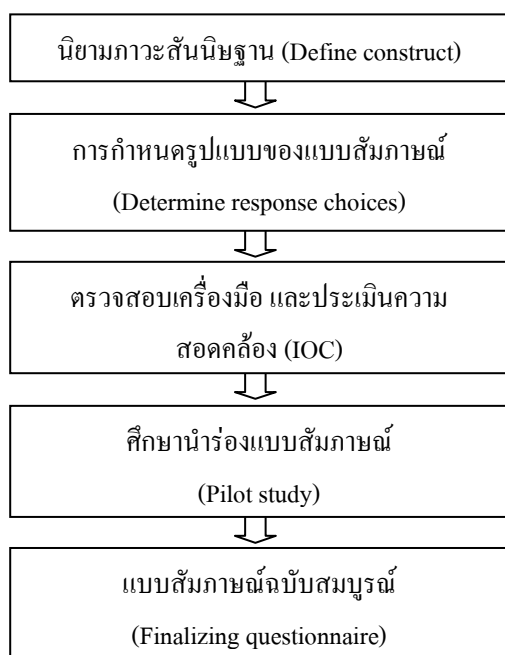 นิยามภาวะสันนิษฐาน (Define construct)
การกำหนดรูปแบบของแบบสัมภาษณ์
(Determine response choices)
ตรวจสอบเครื่องมือ และประเมินความ
สอดคล้อง (IOC)
ศึกษานำร่องแบบสัมภาษณ์
(Pilot study)
แบบสัมภาษณ์ฉบับสมบูรณ์
(Finalizing questionnaire)